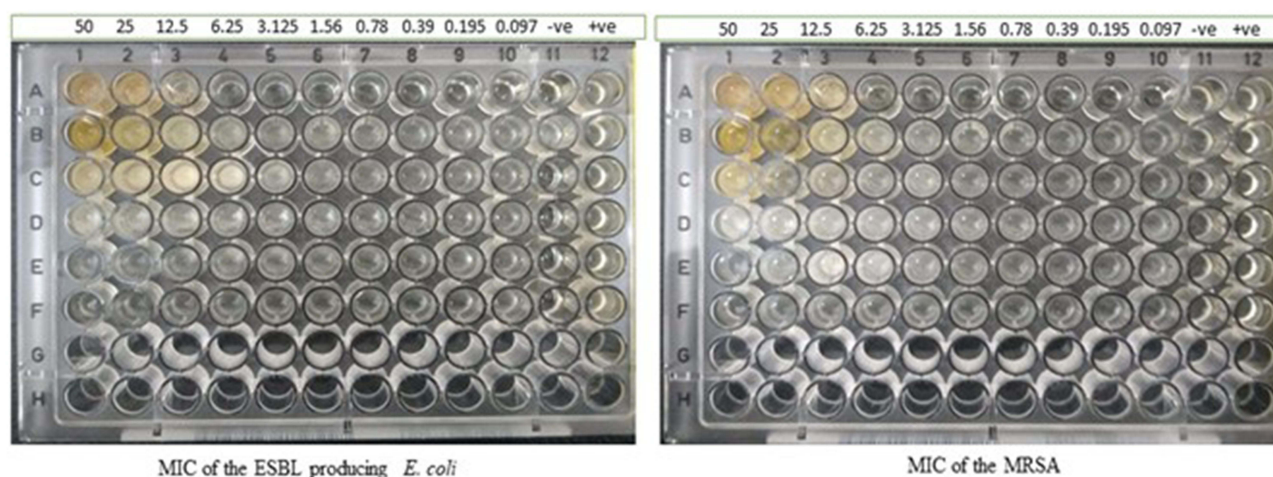 50 25 12.5 6.25 3.125 1.56 0.78 0.39 0.195 0.097 -ve +ve
1 2 3 4 5 6 7 8 9 10 11 12
A
B
C
D
E
F
G
H
MIC of the ESBL producing E. coli
50 25 12.5 6.25 3.125 1.56 0.78 0.39 0.195 0.097 -ve +ve
1 2 3 4 5 6 7 8 9 10 11 12
A
B
C
D
E
F
G
H
MIC of the MRSA